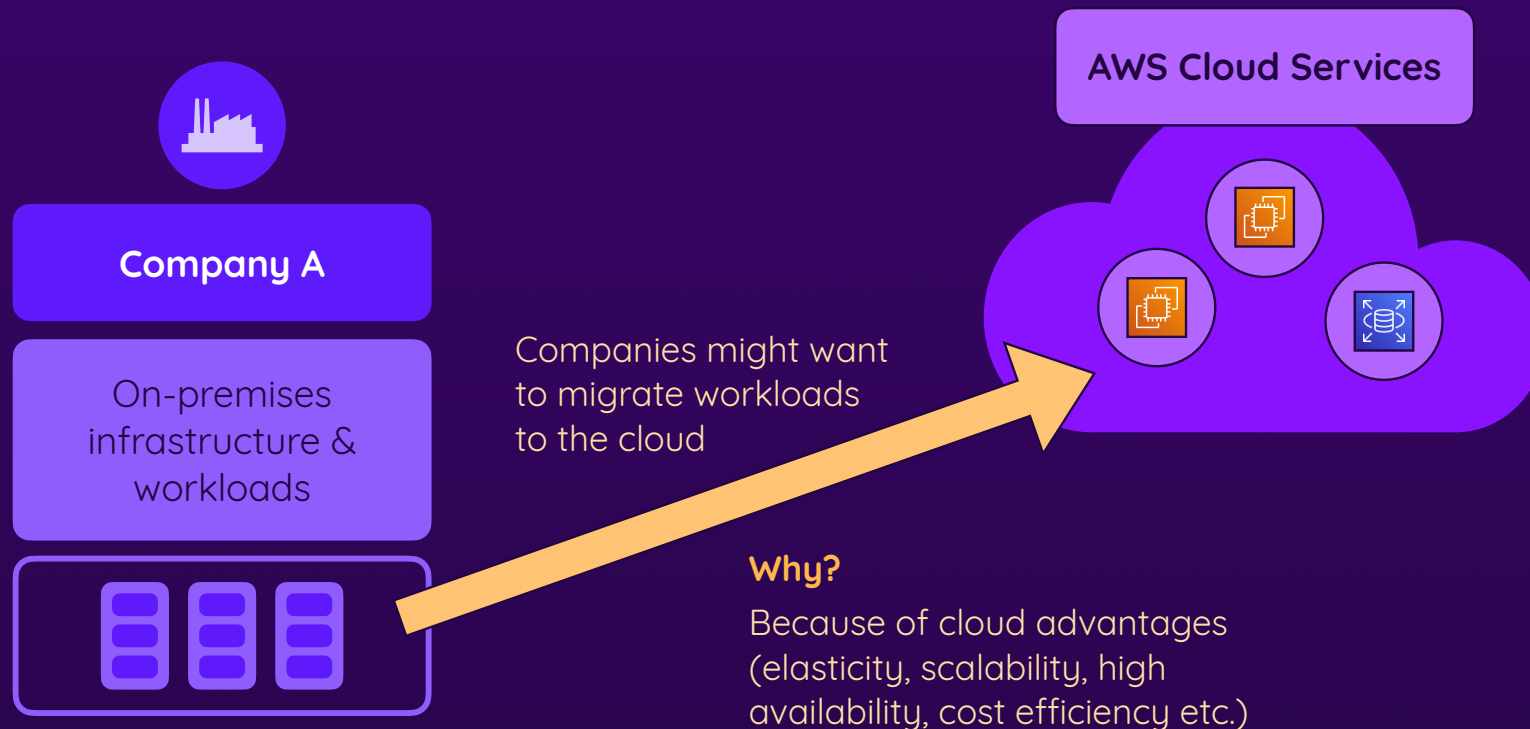 AWS Cloud Services
Company A
On-premises
infrastructure &
workloads
Companies might want
to migrate workloads
to the cloud
Why?
Because of cloud advantages
(elasticity, scalability, high
availability, cost efficiency etc.)